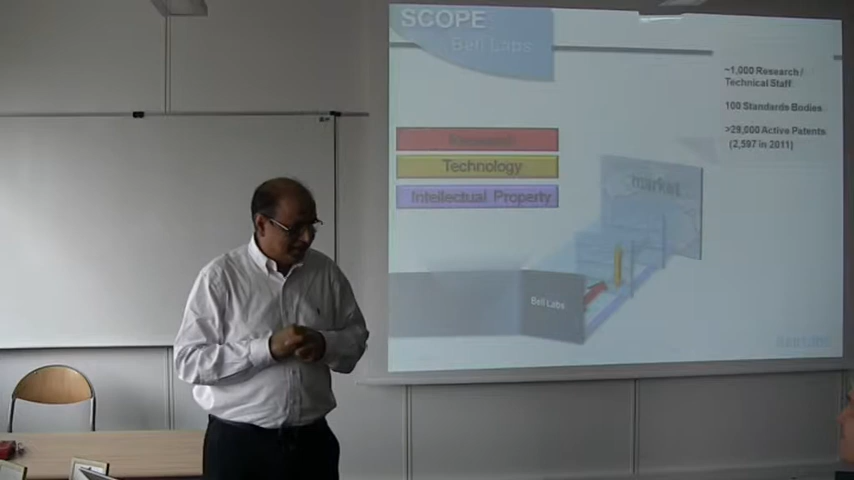 SCOPE
Bell Labs
~1,000 Research /
Technical Staff
100 Standards Bodies
>29,000 Active Patents
(2,597 in 2011)
Research
Technology
Intellectual Property
market
Bell Labs